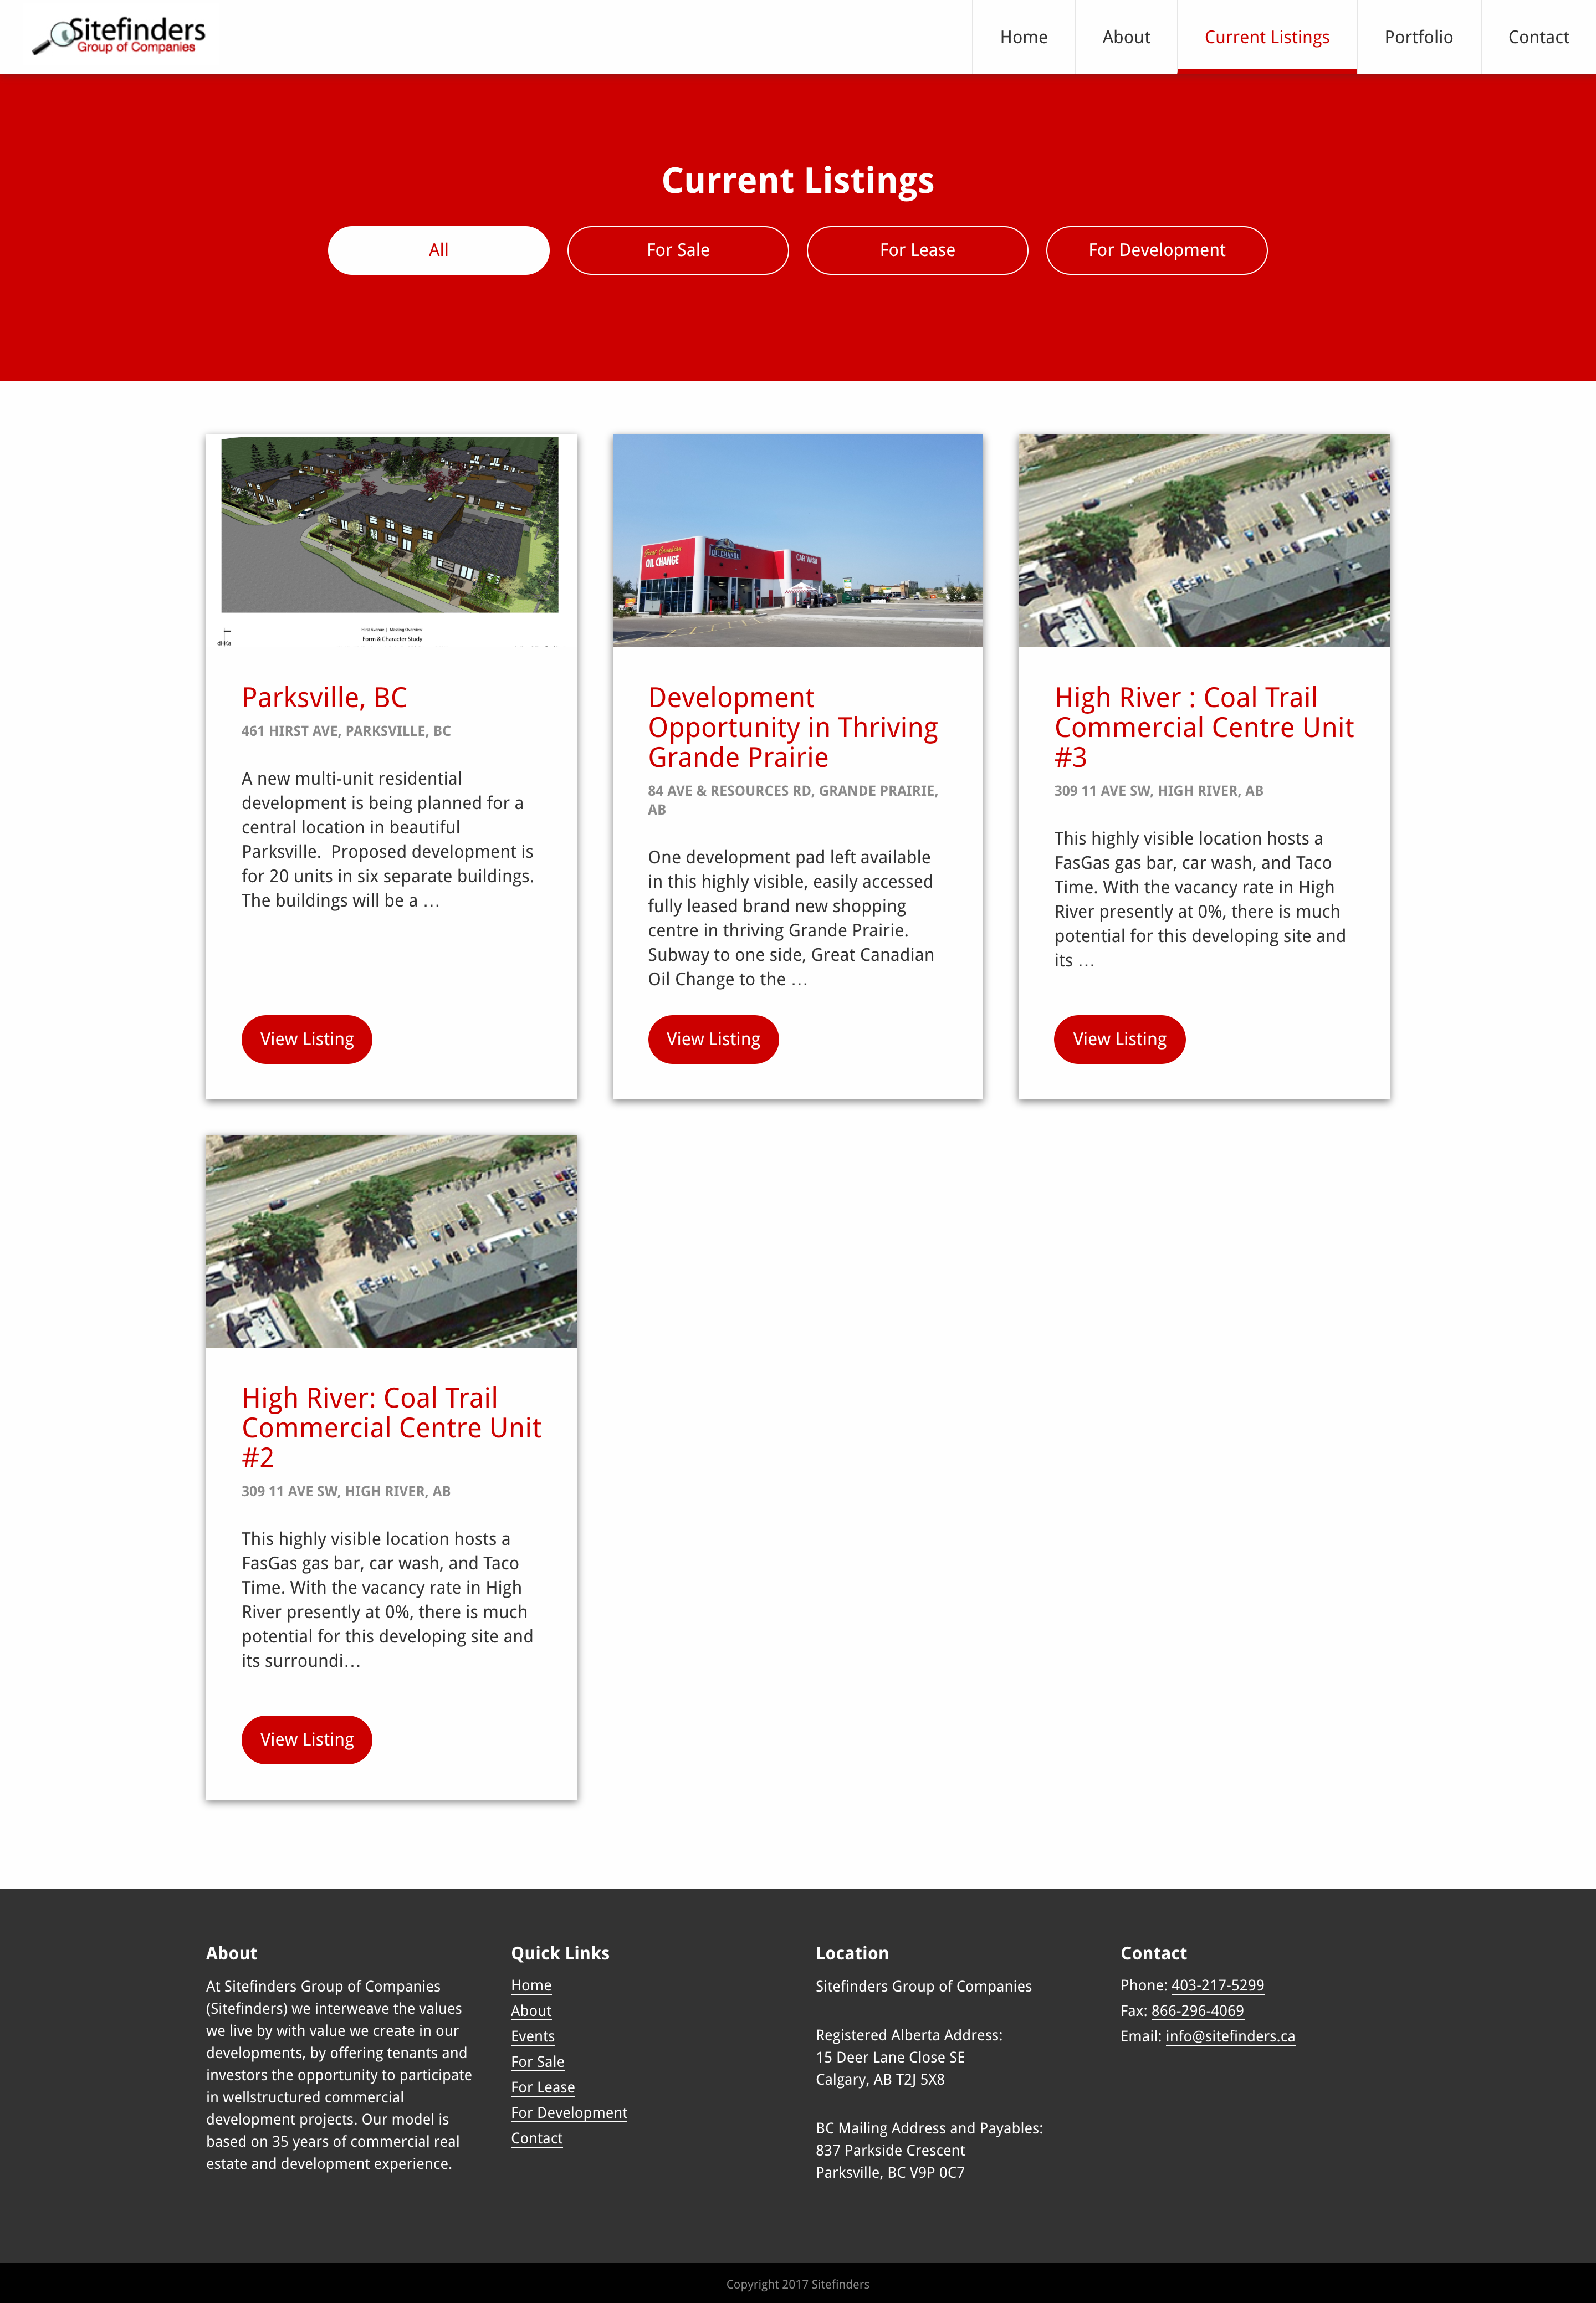 Sitefinders
Group of Companies
Home
About
Current Listings
Portfolio
Contact
Current Listings
All
For Sale
For Lease
For Development
Hirst Avenue | Massing Overview
Form & Character Study
Great Canadian
OIL CHANGE
OIL CHANGE
CAR WASH
Parksville, BC
461 HIRST AVE, PARKSVILLE, BC
A new multi-unit residential
development is being planned for a
central location in beautiful
Parksville.  Proposed development is
for 20 units in six separate buildings.
The buildings will be a …
View Listing
Development
Opportunity in Thriving
Grande Prairie
84 AVE & RESOURCES RD, GRANDE PRAIRIE,
AB
One development pad left available
in this highly visible, easily accessed
fully leased brand new shopping
centre in thriving Grande Prairie.
Subway to one side, Great Canadian
Oil Change to the …
View Listing
High River : Coal Trail
Commercial Centre Unit
#3
309 11 AVE SW, HIGH RIVER, AB
This highly visible location hosts a
FasGas gas bar, car wash, and Taco
Time. With the vacancy rate in High
River presently at 0%, there is much
potential for this developing site and
its …
View Listing
High River: Coal Trail
Commercial Centre Unit
#2
309 11 AVE SW, HIGH RIVER, AB
This highly visible location hosts a
FasGas gas bar, car wash, and Taco
Time. With the vacancy rate in High
River presently at 0%, there is much
potential for this developing site and
its surroundi…
View Listing
About
At Sitefinders Group of Companies
(Sitefinders) we interweave the values
we live by with value we create in our
developments, by offering tenants and
investors the opportunity to participate
in wellstructured commercial
development projects. Our model is
based on 35 years of commercial real
estate and development experience.
Quick Links
Home
About
Events
For Sale
For Lease
For Development
Contact
Location
Sitefinders Group of Companies
Registered Alberta Address:
15 Deer Lane Close SE
Calgary, AB T2J 5X8
BC Mailing Address and Payables:
837 Parkside Crescent
Parksville, BC V9P 0C7
Contact
Phone: 403-217-5299
Fax: 866-296-4069
Email: info@sitefinders.ca
Copyright 2017 Sitefinders